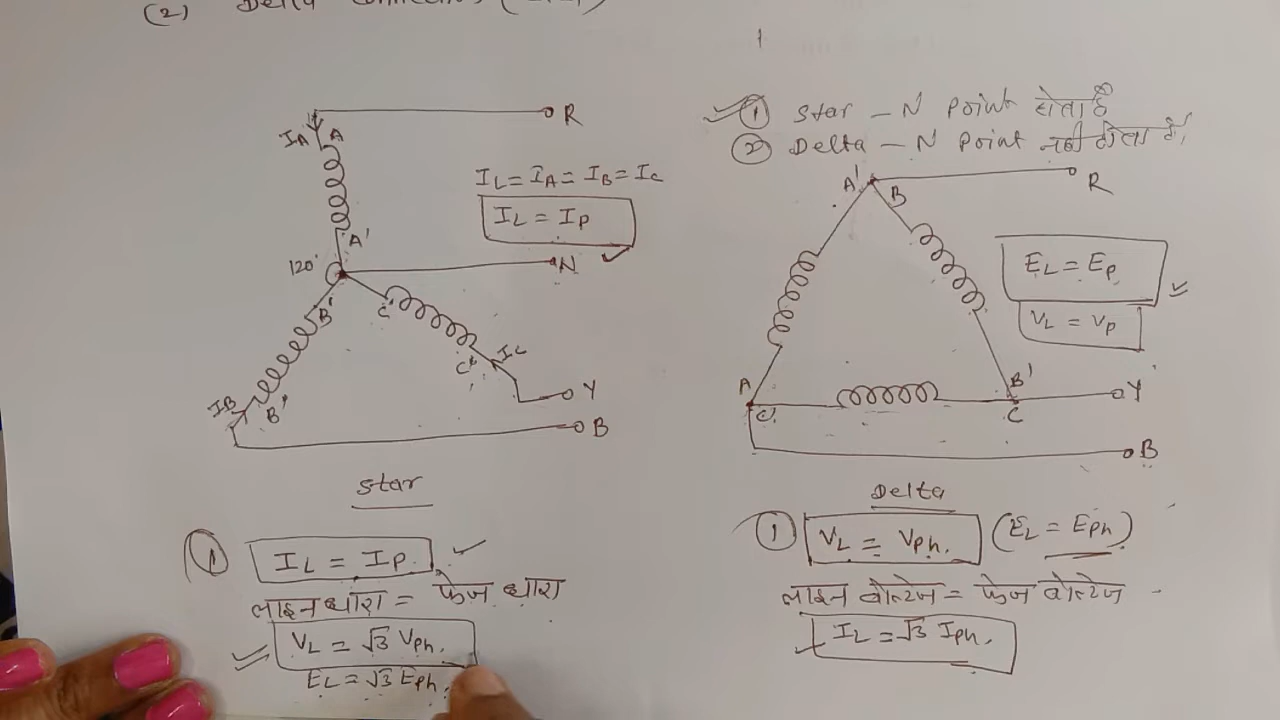 (2) Delta
① Star – N Point होता है
② Delta – N Point नहीं होता है।
R
IA
A
A'
IL = IA = IB = IC
IL = IP
120°
N
B'
C'
C"
IC
Y
IB
B"
B
Star
A'
B
R
EL = EP
VL = VP
A
C'
B'
C
Y
B
Delta
① IL = IP.
लाइन धारा = फेज धारा
VL = √3 Vph.
EL = √3 Eph.
① VL = Vph. (EL = Eph)
लाइन वोल्टेज = फेज वोल्टेज
IL = √3 Iph.